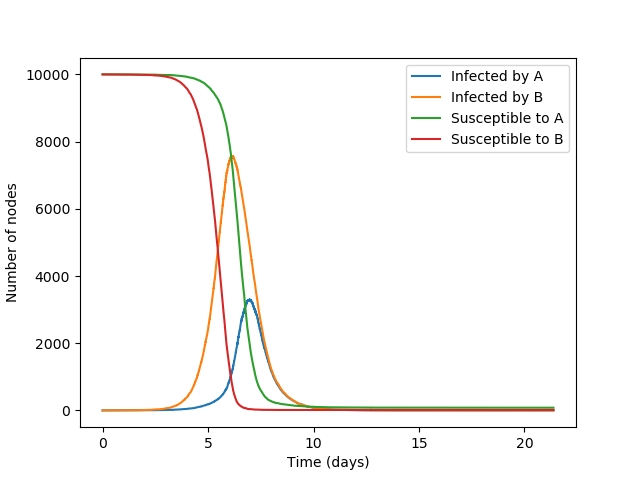 Infected by A
Infected by B
Susceptible to A
Susceptible to B
10000
8000
6000
4000
2000
0
Number of nodes
0 5 10 15 20
Time (days)